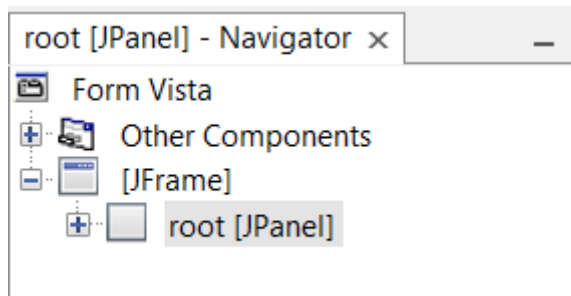 root [JPanel] - Navigator ×
Form Vista
Other Components
[JFrame]
root [JPanel]